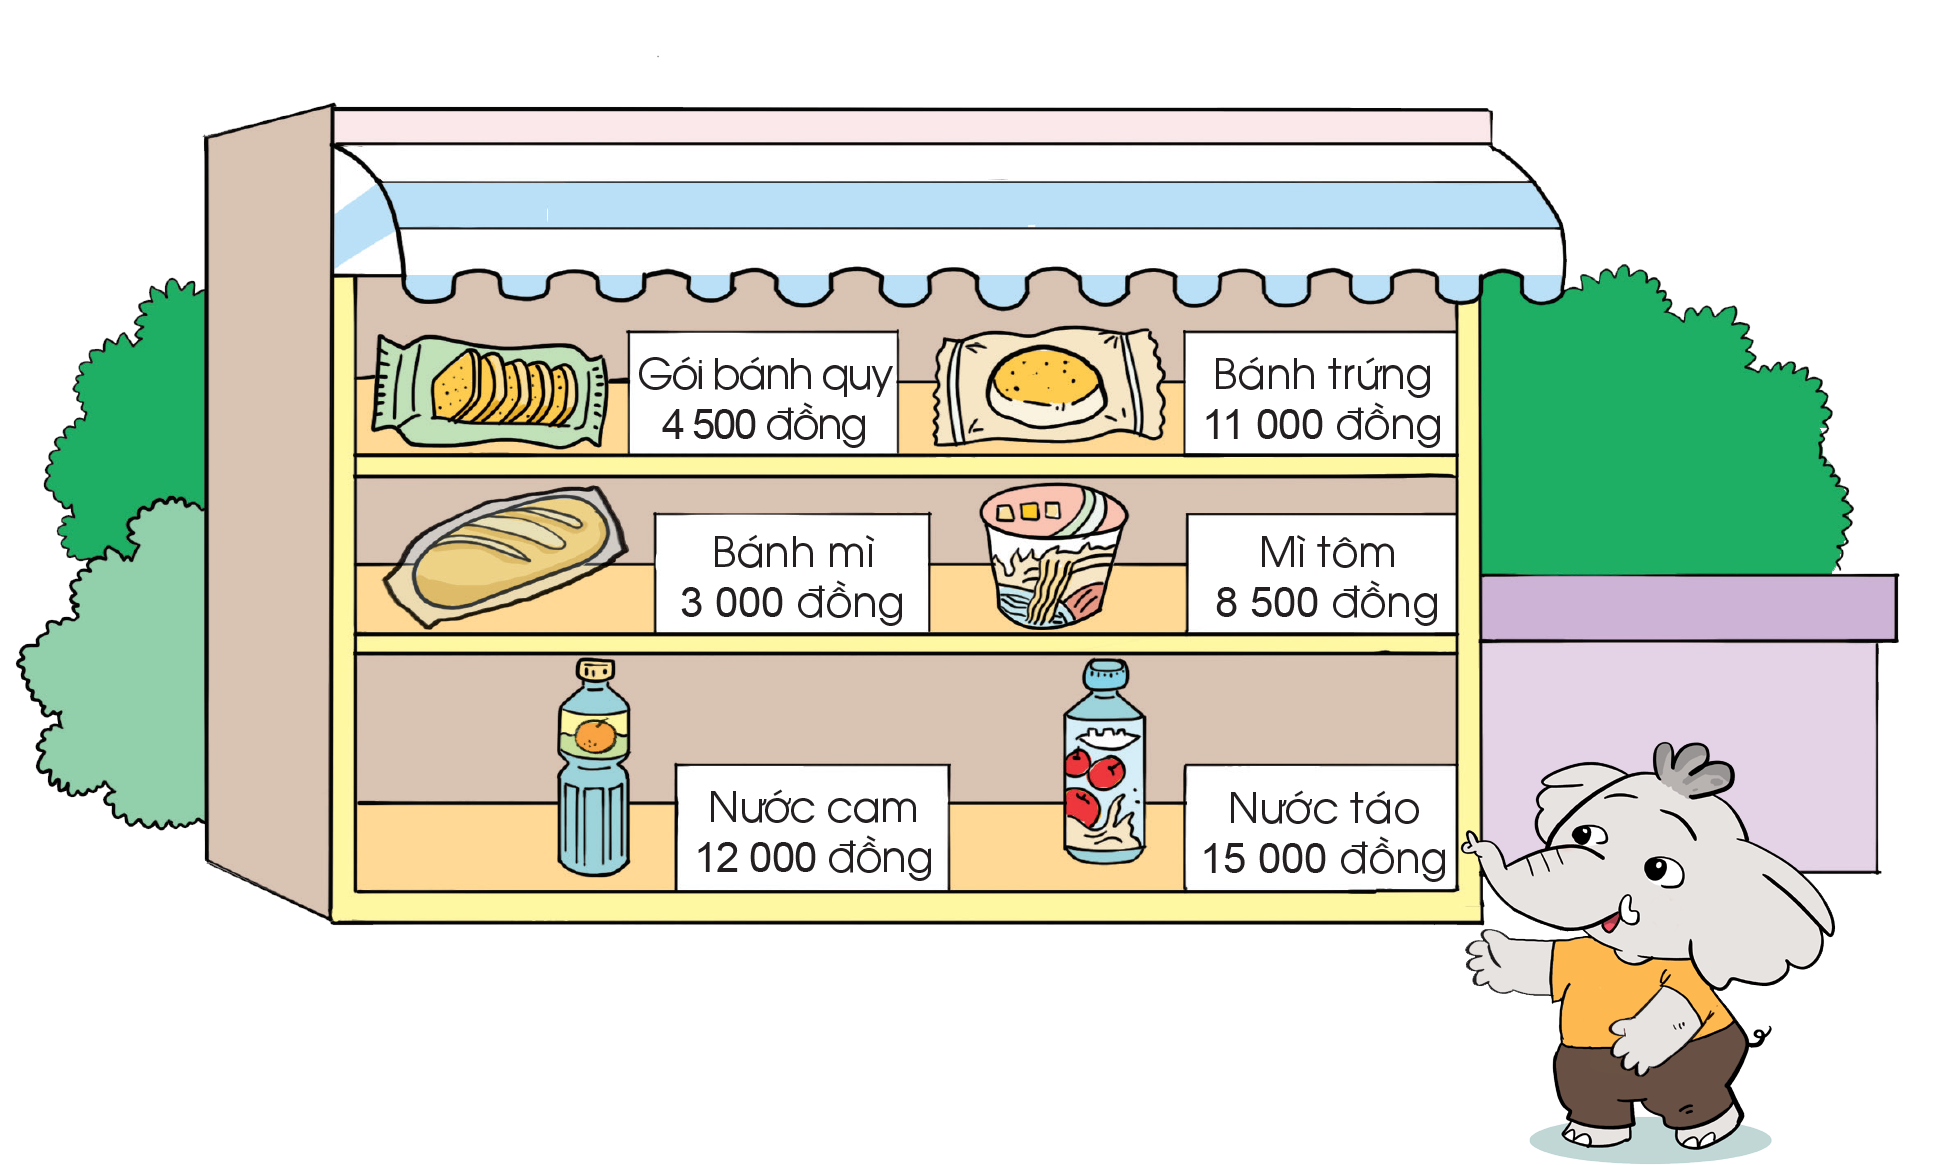 Gói bánh quy
4 500 đồng
Bánh trứng
11 000 đồng
Bánh mì
3 000 đồng
Mì tôm
8 500 đồng
Nước cam
12 000 đồng
Nước táo
15 000 đồng